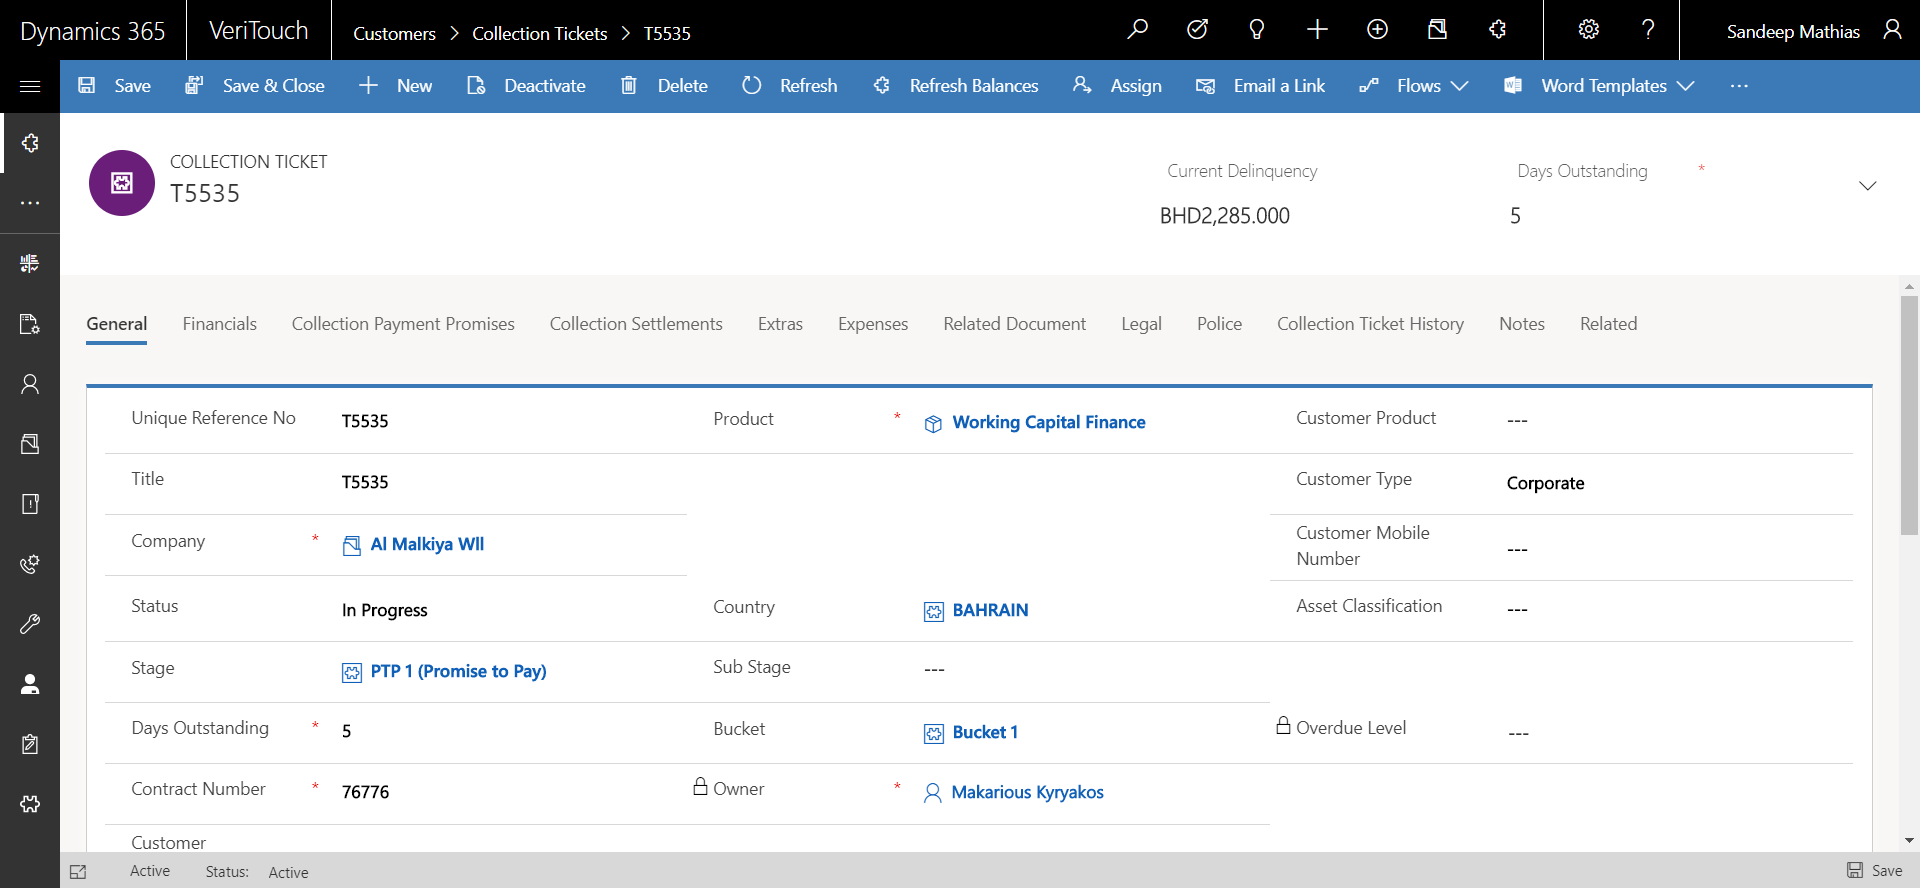 Dynamics 365 VeriTouch Customers > Collection Tickets > T5535 ? Sandeep Mathias
Save Save & Close New Deactivate Delete Refresh Refresh Balances Assign Email a Link Flows Word Templates ...
COLLECTION TICKET
T5535
Current Delinquency Days Outstanding *
BHD2,285.000 5
General Financials Collection Payment Promises Collection Settlements Extras Expenses Related Document Legal Police Collection Ticket History Notes Related
Unique Reference No T5535 Product * Working Capital Finance Customer Product ---
Title T5535 Customer Type Corporate
Company * Al Malkiya Wll Customer Mobile
Number ---
Status In Progress Country BAHRAIN Asset Classification ---
Stage PTP 1 (Promise to Pay) Sub Stage ---
Days Outstanding * 5 Bucket Bucket 1 Overdue Level ---
Contract Number * 76776 Owner * Makarious Kyryakos
Customer
Active Status: Active Save